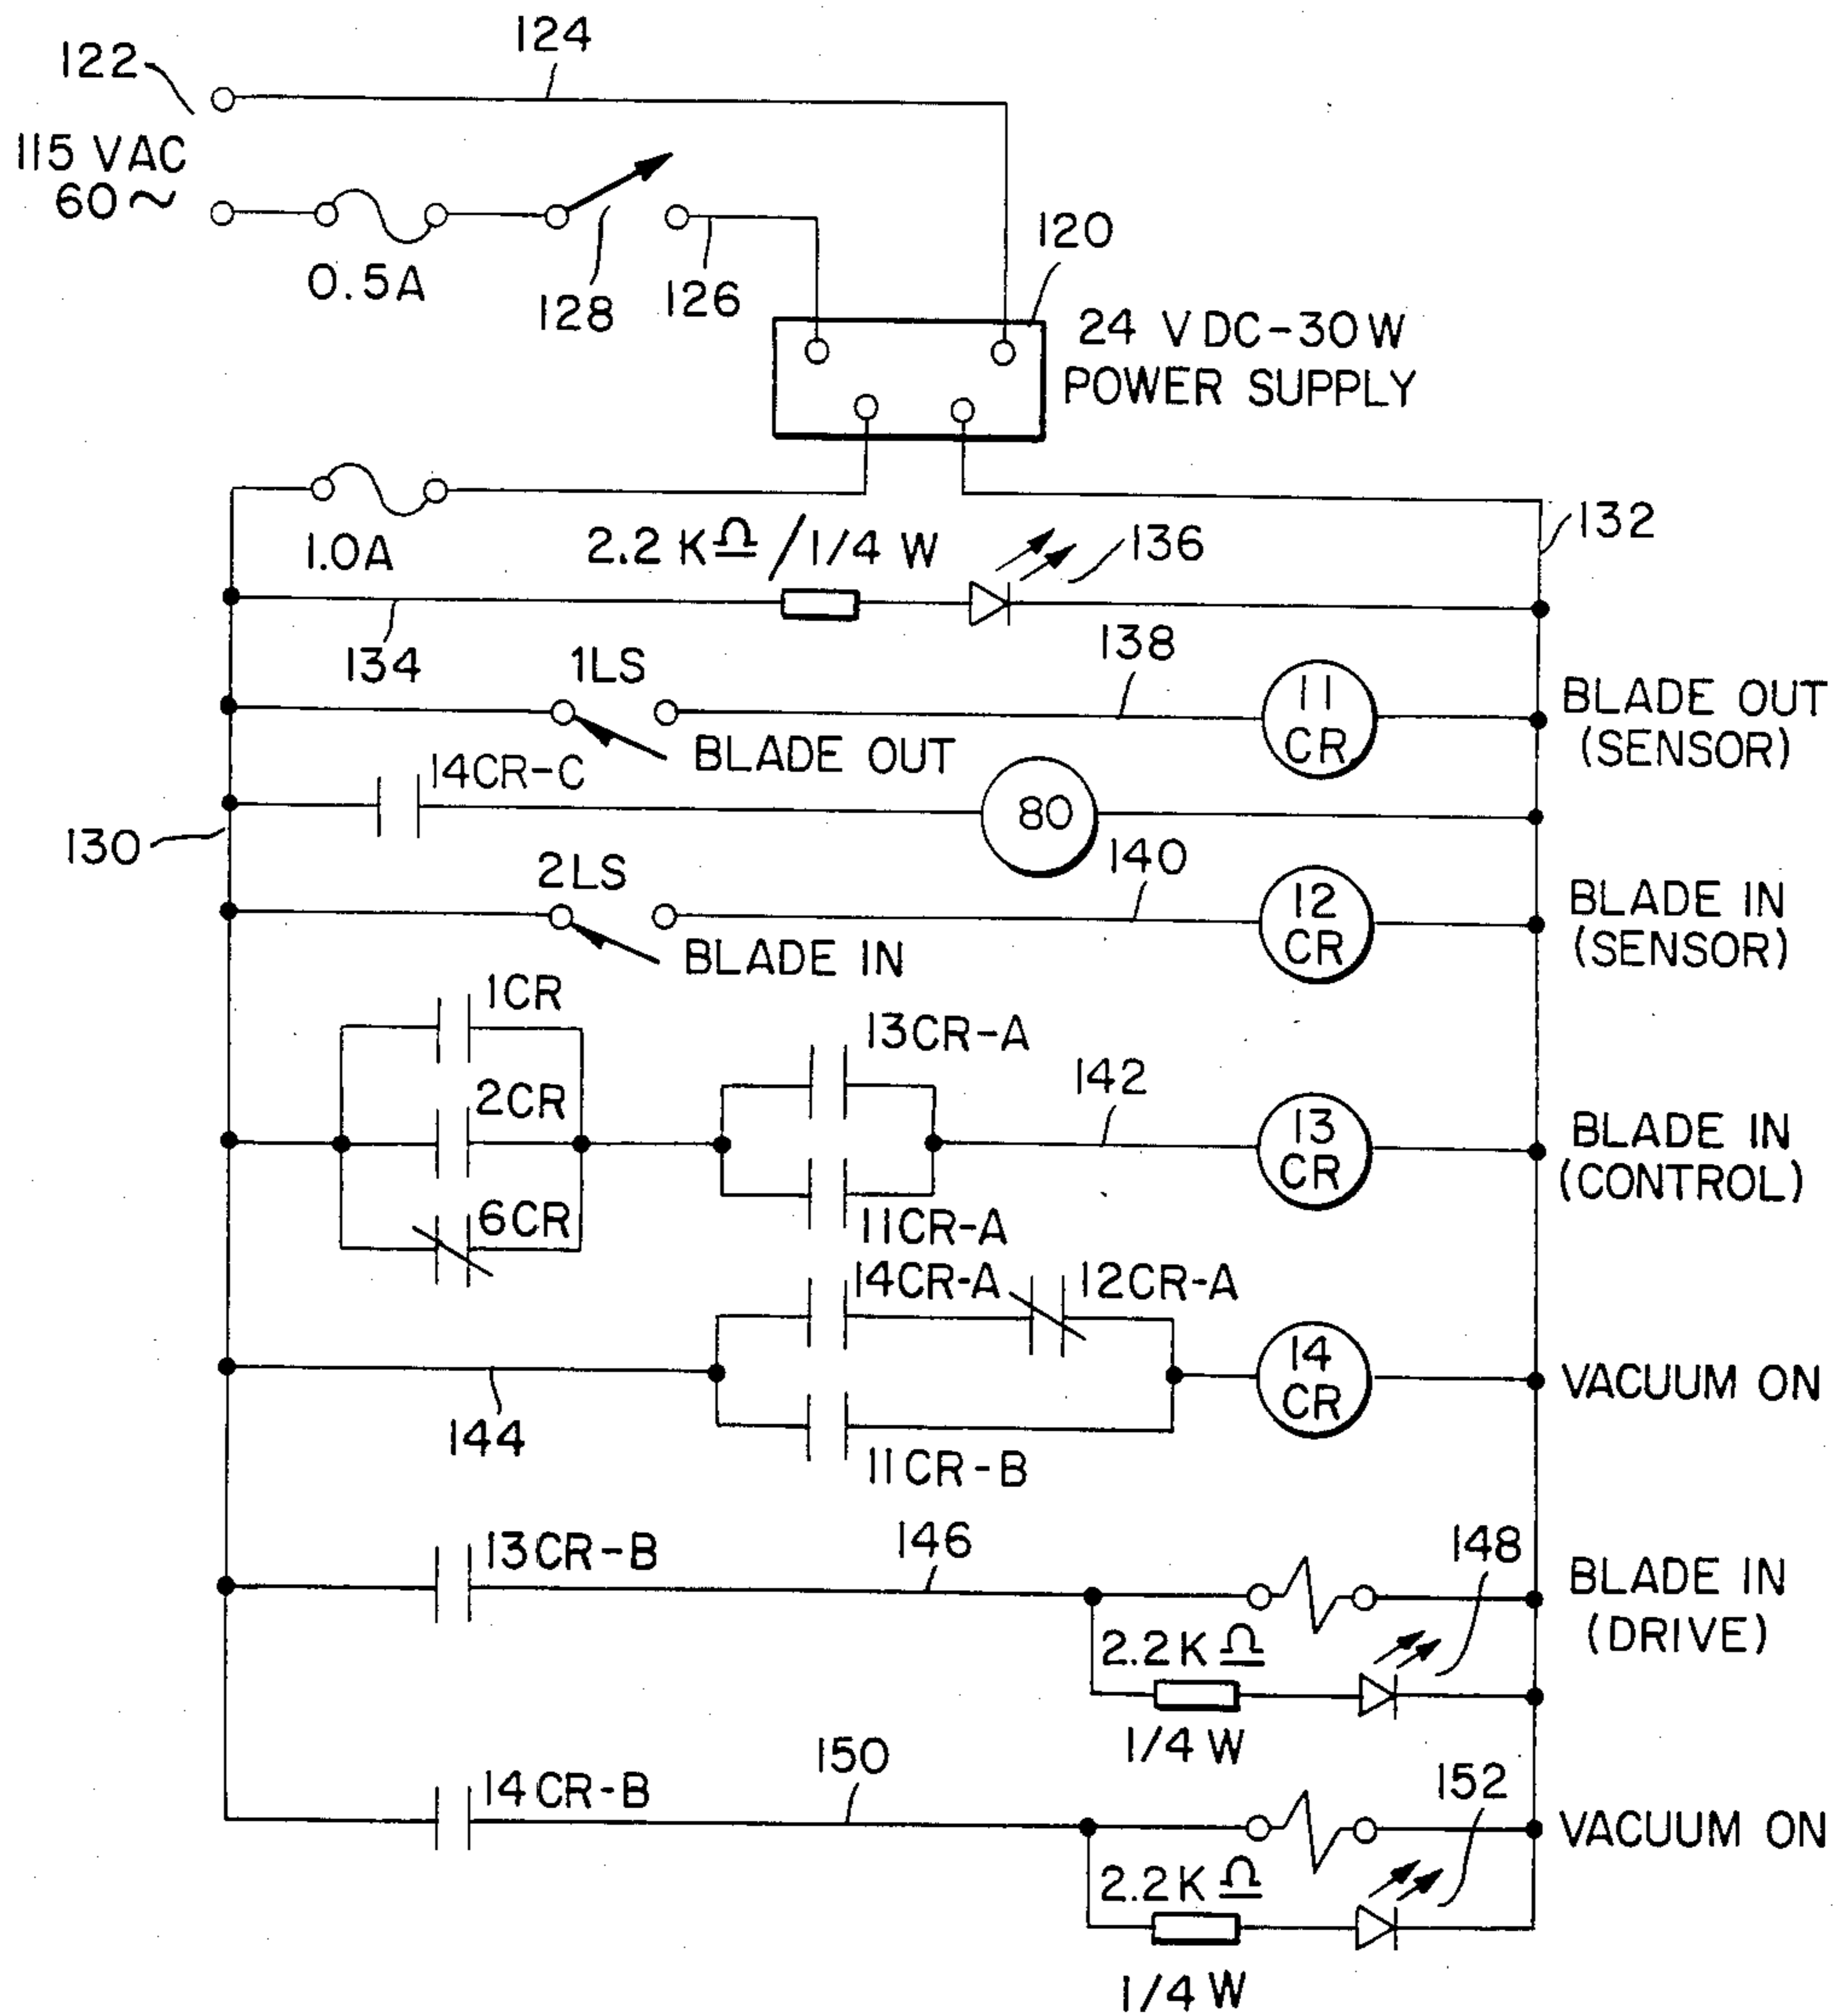 124
122
115 VAC
60~
0.5A
128
126
120
24 VDC-30W
POWER SUPPLY
1.0A
2.2 KΩ/1/4 W
136
132
134
1LS
138
11
CR
BLADE OUT
(SENSOR)
BLADE OUT
14CR-C
80
130
2LS
140
12
CR
BLADE IN
(SENSOR)
BLADE IN
1CR
13CR-A
2CR
142
13
CR
BLADE IN
(CONTROL)
6CR
11CR-A
14CR-A
12CR-A
14
CR
VACUUM ON
144
11CR-B
13CR-B
146
148
BLADE IN
(DRIVE)
2.2K Ω
1/4 W
14CR-B
150
152
VACUUM ON
2.2K Ω
1/4 W